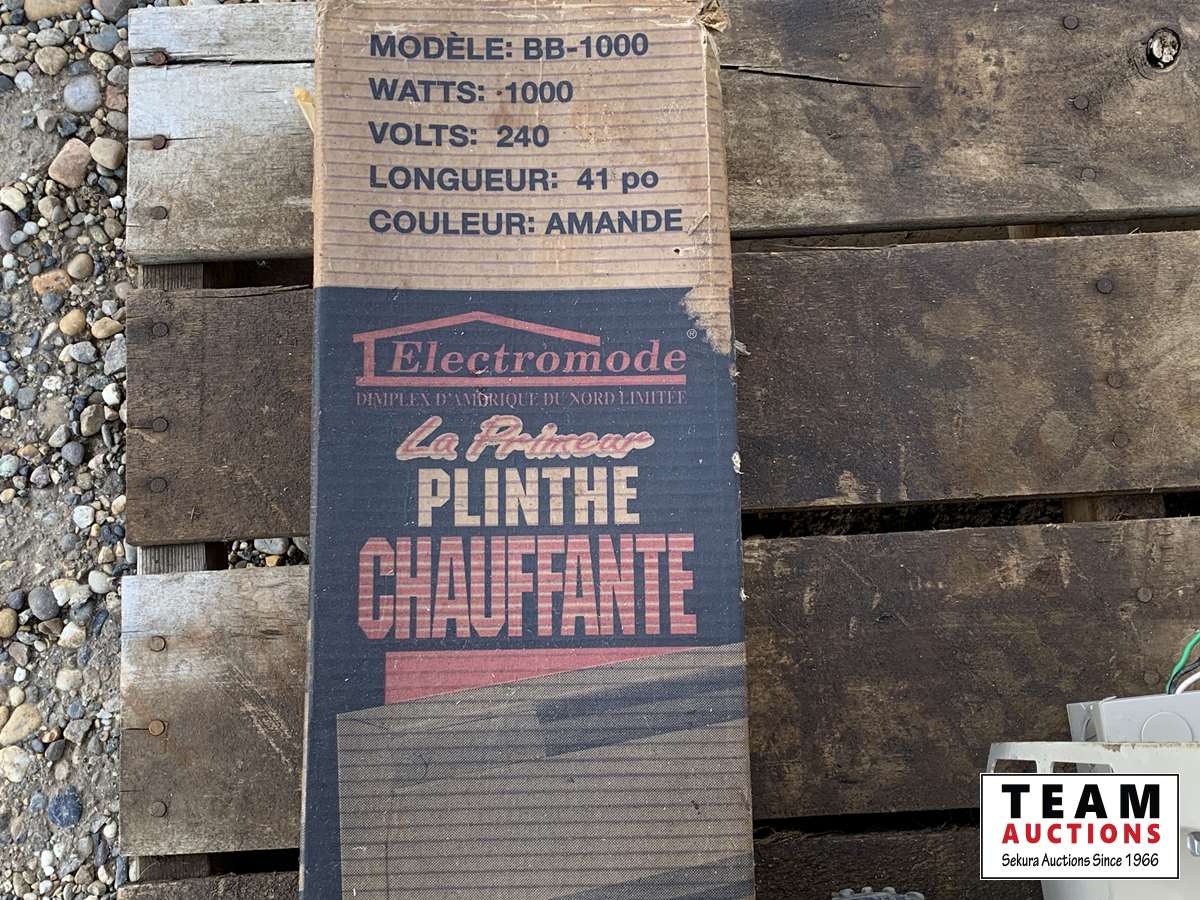 MODÈLE: BB-1000
WATTS: 1000
VOLTS: 240
LONGUEUR: 41 po
COULEUR: AMANDE
Electromode ®
DIMPLEX D'AMÉRIQUE DU NORD LIMITÉE
La Primeur
PLINTHE
CHAUFFANTE
TEAM
AUCTIONS
Sekura Auctions Since 1966